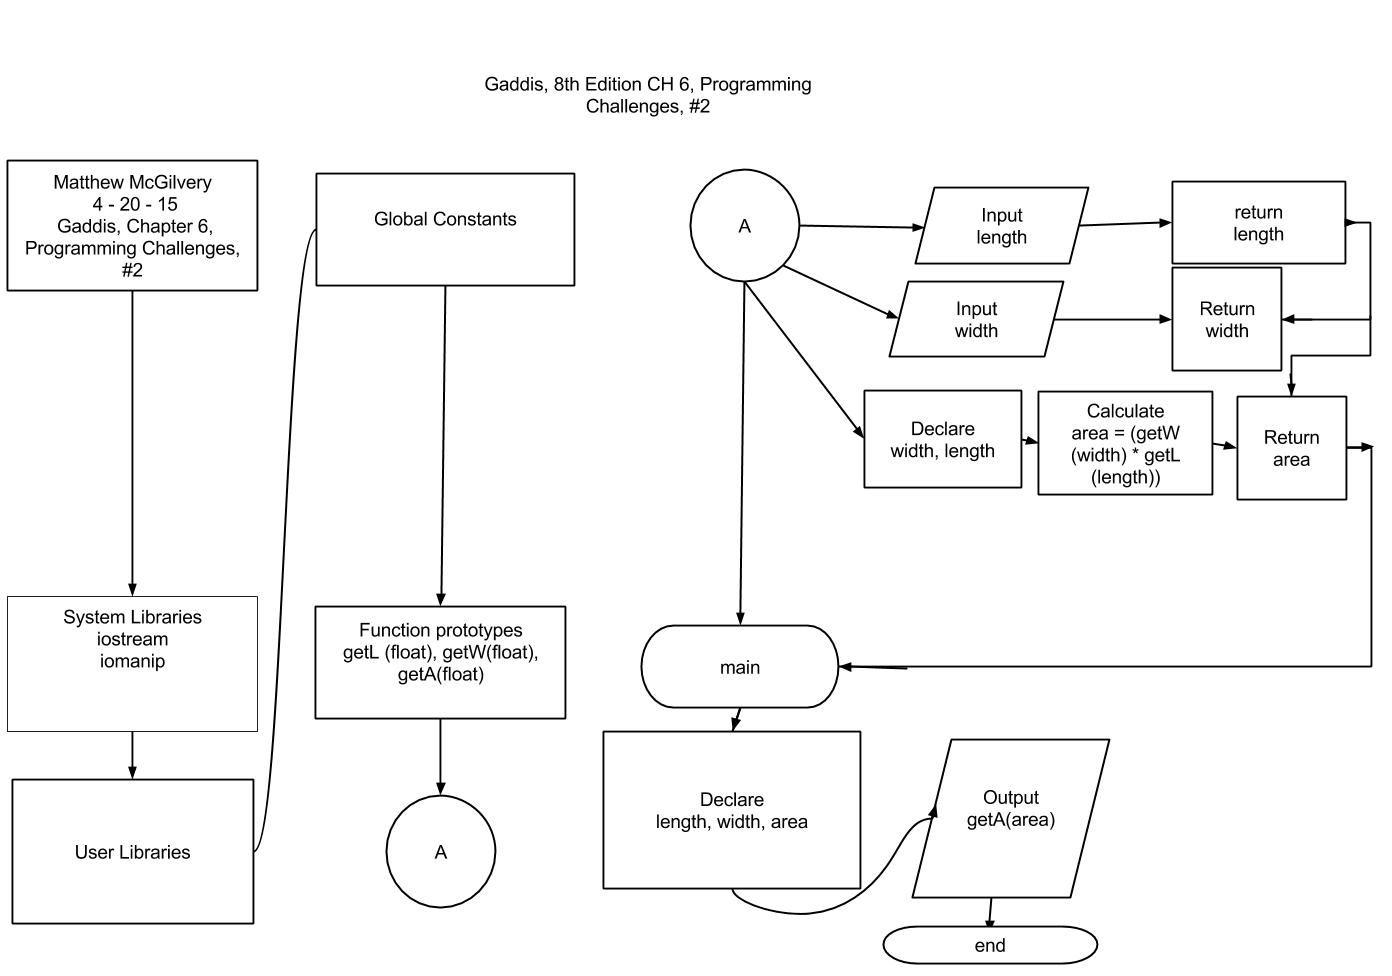 Gaddis, 8th Edition CH 6, Programming
Challenges, #2
Matthew McGilvery
4 - 20 - 15
Gaddis, Chapter 6,
Programming Challenges,
#2
System Libraries
iostream
iomanip
User Libraries
Global Constants
Function prototypes
getL (float), getW(float),
getA(float)
A
A
Input
length
return
length
Input
width
Return
width
Declare
width, length
Calculate
area = (getW
(width) * getL
(length))
Return
area
main
Declare
length, width, area
Output
getA(area)
end